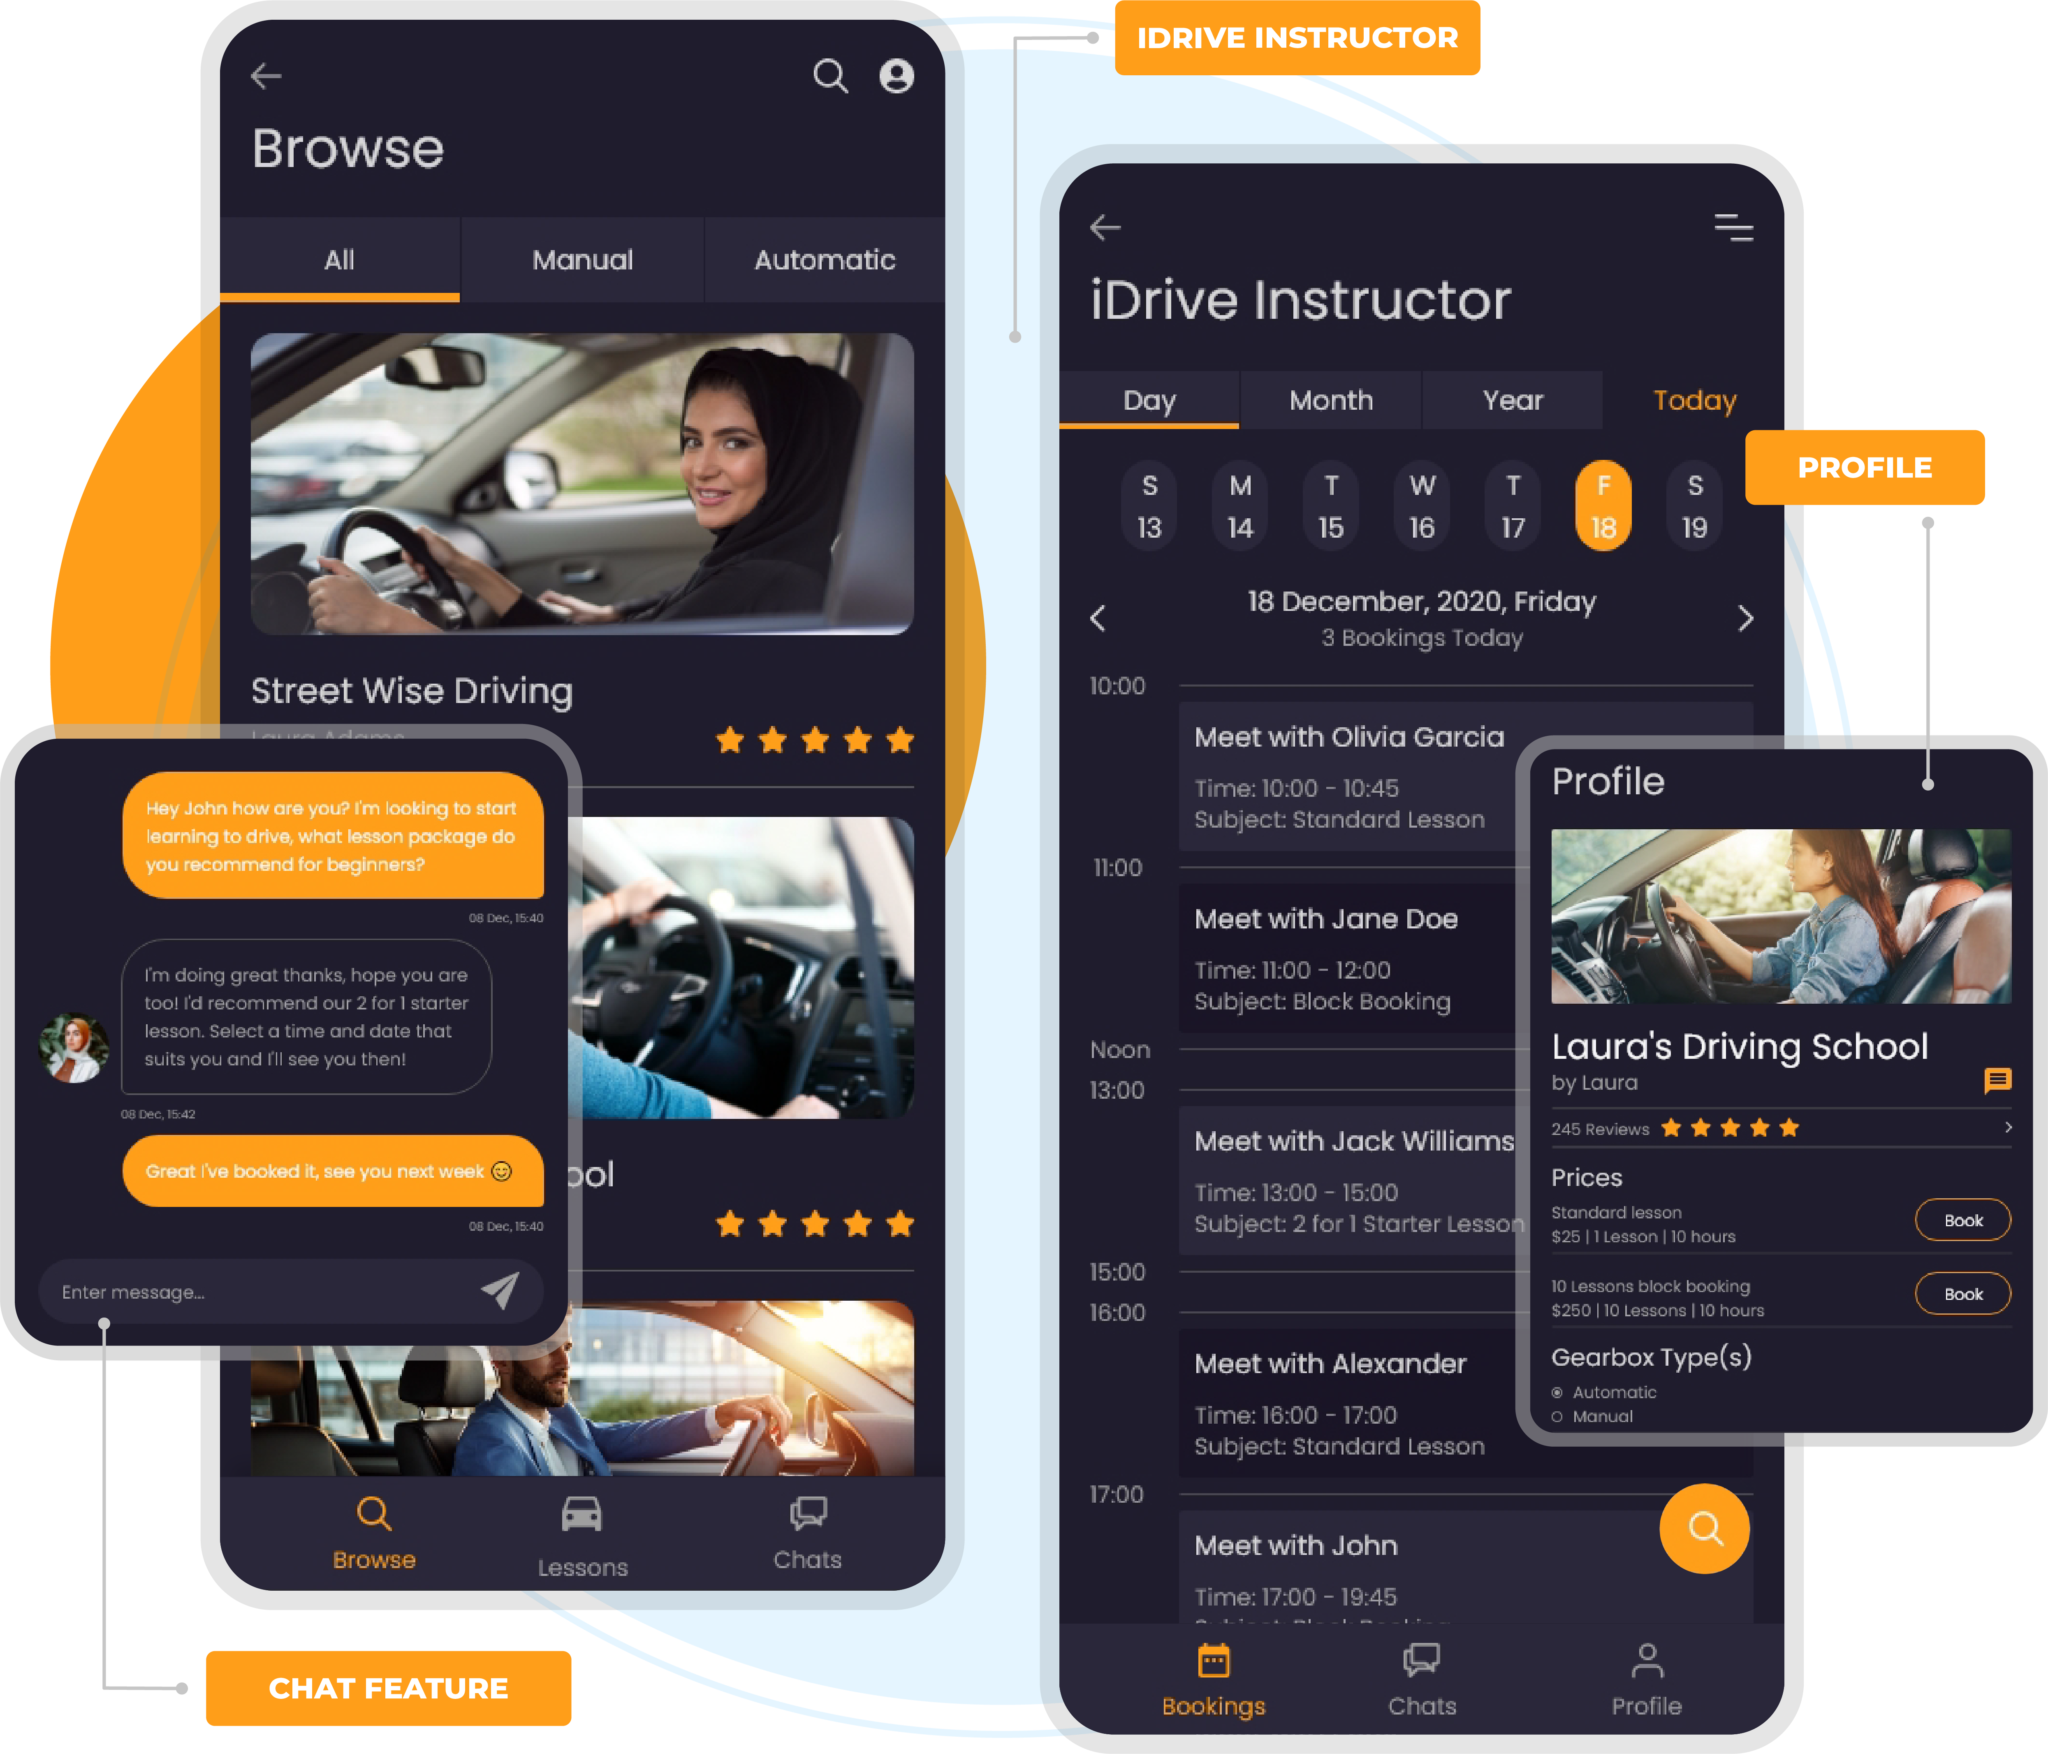 IDRIVE INSTRUCTOR
Browse
All
Manual
Automatic
Street Wise Driving
Laura Adams
Hey John how are you? I'm looking to start
learning to drive, what lesson package do
you recommend for beginners?
08 Dec, 15:40
I'm doing great thanks, hope you are
too! I'd recommend our 2 for 1 starter
lesson. Select a time and date that
suits you and I'll see you then!
08 Dec, 15:42
Great I've booked it, see you next week 😊
08 Dec, 15:40
Enter message...
ool
Browse
Lessons
Chats
CHAT FEATURE
iDrive Instructor
Day
Month
Year
Today
S M T W T F S
13 14 15 16 17 18 19
18 December, 2020, Friday
3 Bookings Today
10:00
Meet with Olivia Garcia
Time: 10:00 - 10:45
Subject: Standard Lesson
11:00
Meet with Jane Doe
Time: 11:00 - 12:00
Subject: Block Booking
Noon
13:00
Meet with Jack Williams
Time: 13:00 - 15:00
Subject: 2 for 1 Starter Lesson
15:00
16:00
Meet with Alexander
Time: 16:00 - 17:00
Subject: Standard Lesson
17:00
Meet with John
Time: 17:00 - 19:45
Subject: Block Booking
Bookings
Chats
Profile
PROFILE
Profile
Laura's Driving School
by Laura
245 Reviews
Prices
Standard lesson
$25 | 1 Lesson | 10 hours
Book
10 Lessons block booking
$250 | 10 Lessons | 10 hours
Book
Gearbox Type(s)
Automatic
Manual